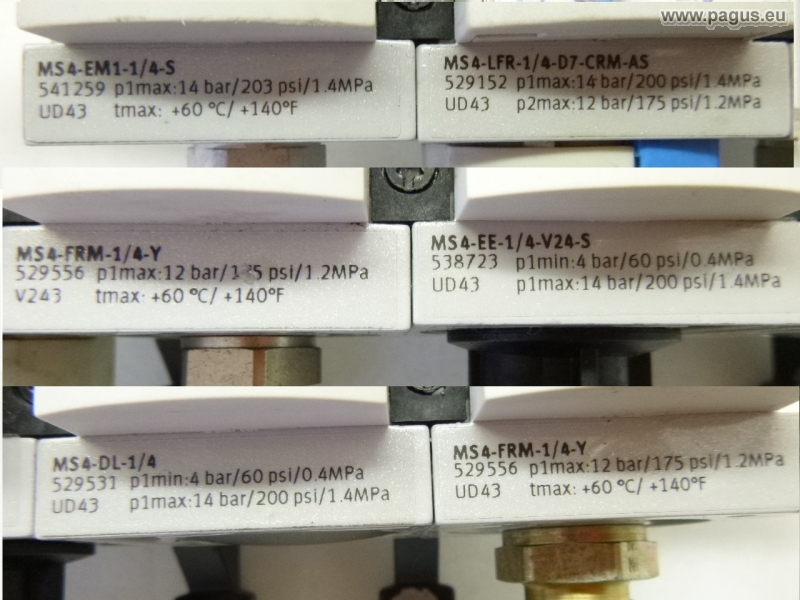 www.pagus.eu
MS4-EM1-1/4-S
541259 p1max:14 bar/203 psi/1.4MPa
UD43 tmax: +60 °C/ +140°F
MS4-LFR-1/4-D7-CRM-AS
529152 p1max:14 bar/200 psi/1.4MPa
UD43 p2max:12 bar/175 psi/1.2MPa
MS4-FRM-1/4-Y
529556 p1max:12 bar/ psi/1.2MPa
V243 tmax: +60 °C/ +140°F
MS4-EE-1/4-V24-S
538723 p1min:4 bar/60 psi/0.4MPa
UD43 p1max:14 bar/200 psi/1.4MPa
MS4-DL-1/4
529531 p1min:4 bar/60 psi/0.4MPa
UD43 p1max:14 bar/200 psi/1.4MPa
MS4-FRM-1/4-Y
529556 p1max:12 bar/175 psi/1.2MPa
UD43 tmax: +60 °C/ +140°F